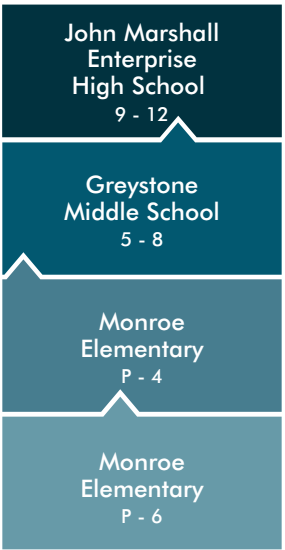 John Marshall
Enterprise
High School
9 - 12
Greystone
Middle School
5 - 8
Monroe
Elementary
P - 4
Monroe
Elementary
P - 6